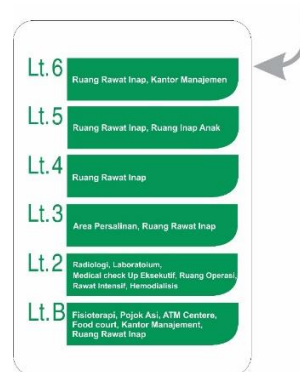 Lt. 6
Ruang Rawat Inap, Kantor Manajemen
Lt. 5
Ruang Rawat Inap, Ruang Inap Anak
Lt. 4
Ruang Rawat Inap
Lt. 3
Area Persalinan, Ruang Rawat Inap
Lt. 2
Radiologi, Laboratoium,
Medical check Up Eksekutif, Ruang Operasi,
Rawat Intensif, Hemodialisis
Lt. B
Fisioterapi, Pojok Asi, ATM Centere,
Food court, Kantor Management,
Ruang Rawat Inap